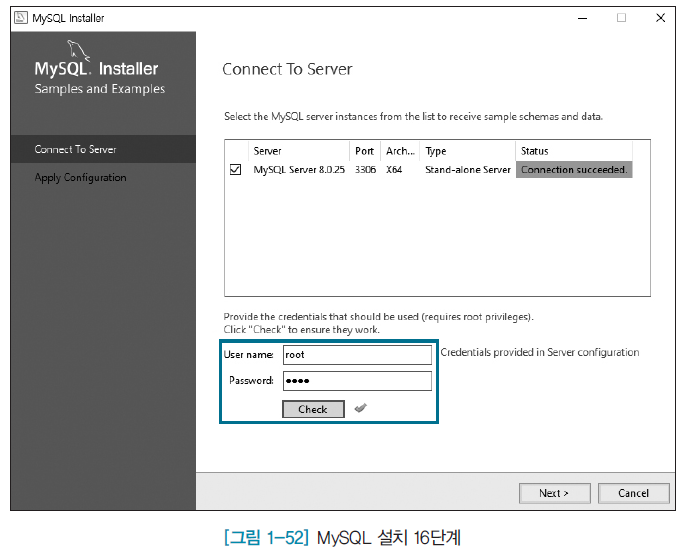 MySQL Installer
MySQL. Installer
Samples and Examples
Connect To Server
Apply Configuration
Connect To Server
Select the MySQL server instances from the list to receive sample schemas and data.
Server Port Arch... Type Status
MySQL Server 8.0.25 3306 X64 Stand-alone Server Connection succeeded.
Provide the credentials that should be used (requires root privileges).
Click "Check" to ensure they work.
User name: root Credentials provided in Server configuration
Password: ●●●●
Check
Next > Cancel
[그림 1-52] MySQL 설치 16단계